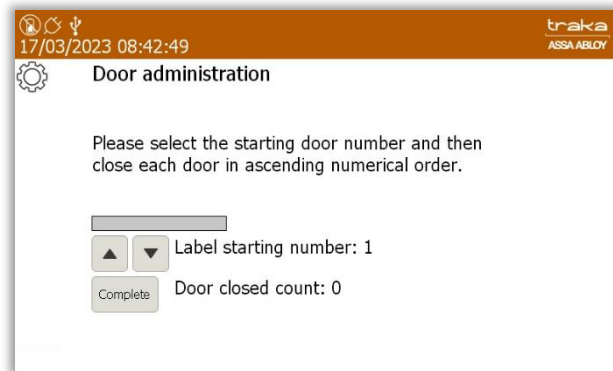 traka
17/03/2023 08:42:49
ASSA ABLOY
Door administration
Please select the starting door number and then
close each door in ascending numerical order.
Label starting number: 1
Complete
Door closed count: 0